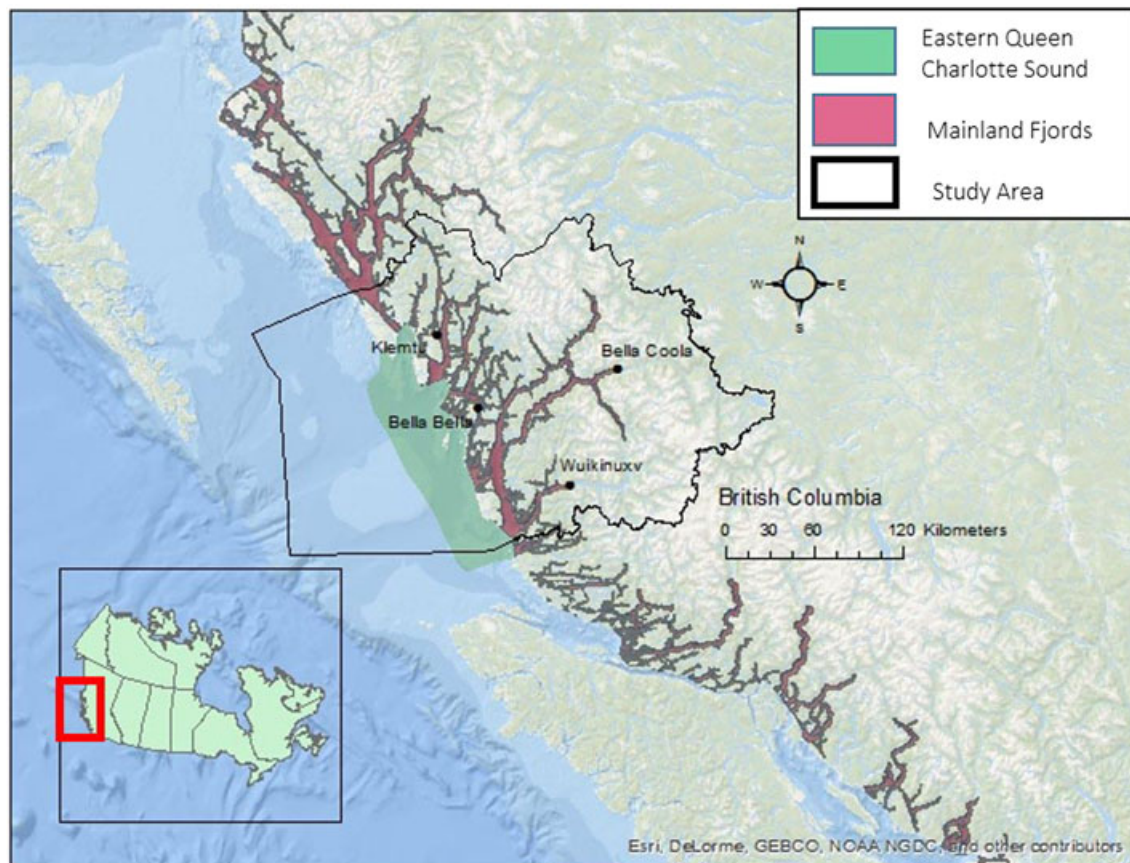 Eastern Queen
Charlotte Sound
Mainland Fjords
Study Area
N
W
E
S
Klemtu
Bella Coola
Bella Bella
Wuikinuxv
British Columbia
0 30 60 120 Kilometers
Esri, DeLorme, GEBCO, NOAA NGDC, and other contributors